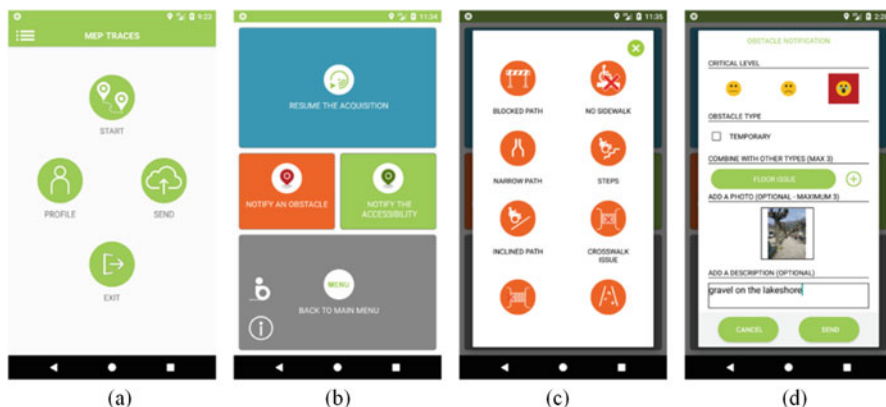 9:23
MEP TRACES
START
PROFILE
SEND
EXIT
(a)
11:34
RESUME THE ACQUISITION
NOTIFY AN OBSTACLE
NOTIFY THE
ACCESSIBILITY
MENU
BACK TO MAIN MENU
(b)
11:35
BLOCKED PATH
NO SIDEWALK
NARROW PATH
STEPS
INCLINED PATH
CROSSWALK
ISSUE
(c)
OBSTACLE NOTIFICATION
CRITICAL LEVEL
OBSTACLE TYPE
TEMPORARY
COMBINE WITH OTHER TYPES (MAX 3)
FLOOR ISSUE
ADD A PHOTO (OPTIONAL - MAXIMUM 3)
ADD A DESCRIPTION (OPTIONAL)
gravel on the lakeshore
CANCEL
SEND
(d)